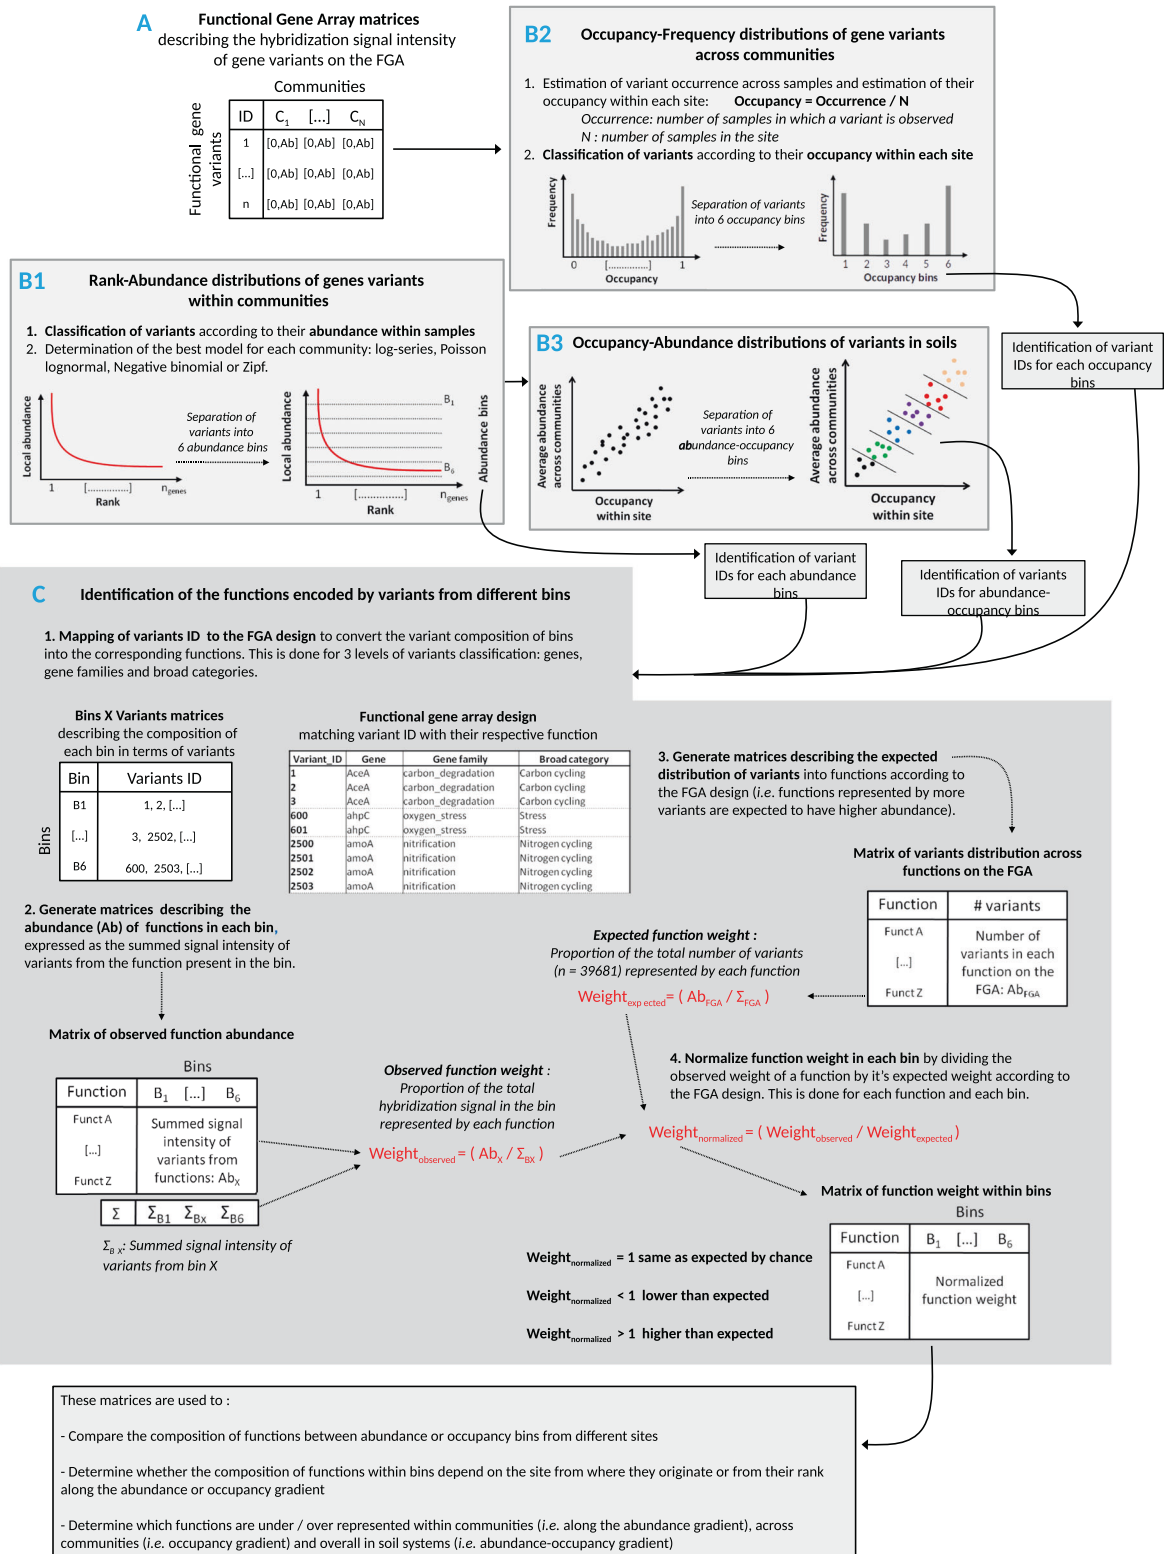 A
Functional Gene Array matrices
describing the hybridization signal intensity
of gene variants on the FGA
Communities
Functional gene
variants
ID C1 [...] CN
1 [0,Ab] [0,Ab] [0,Ab]
[...] [0,Ab] [0,Ab] [0,Ab]
n [0,Ab] [0,Ab] [0,Ab]
B2
Occupancy-Frequency distributions of gene variants
across communities
1. Estimation of variant occurrence across samples and estimation of their
occupancy within each site: Occupancy = Occurrence / N
Occurrence: number of samples in which a variant is observed
N : number of samples in the site
2. Classification of variants according to their occupancy within each site
Frequency
0 [..............] 1
Occupancy
Separation of variants
into 6 occupancy bins
Frequency
1 2 3 4 5 6
Occupancy bins
B1
Rank-Abundance distributions of genes variants
within communities
1. Classification of variants according to their abundance within samples
2. Determination of the best model for each community: log-series, Poisson
lognormal, Negative binomial or Zipf.
Local abundance
1 [..............] ngenes
Rank
Separation of
variants into
6 abundance bins
Local abundance
B1
B6
1 [..............] ngenes
Rank
Abundance bins
B3
Occupancy-Abundance distributions of variants in soils
Average abundance
across communities
Occupancy
within site
Separation of
variants into 6
abundance-occupancy
bins
Average abundance
across communities
Occupancy
within site
Identification of variant
IDs for each occupancy
bins
Identification of variant
IDs for each abundance
bins
Identification of variants
IDs for abundance-
occupancy bins
C
Identification of the functions encoded by variants from different bins
1. Mapping of variants ID to the FGA design to convert the variant composition of bins
into the corresponding functions. This is done for 3 levels of variants classification: genes,
gene families and broad categories.
Bins X Variants matrices
describing the composition of
each bin in terms of variants
Bins
Bin Variants ID
B1 1, 2, [...]
[...] 3, 2502, [...]
B6 600, 2503, [...]
Functional gene array design
matching variant ID with their respective function
Variant_ID Gene Gene family Broad category
1 AceA carbon_degradation Carbon cycling
2 AceA carbon_degradation Carbon cycling
3 AceA carbon_degradation Carbon cycling
600 ahpC oxygen_stress Stress
601 ahpC oxygen_stress Stress
2500 amoA nitrification Nitrogen cycling
2501 amoA nitrification Nitrogen cycling
2502 amoA nitrification Nitrogen cycling
2503 amoA nitrification Nitrogen cycling
3. Generate matrices describing the expected
distribution of variants into functions according to
the FGA design (i.e. functions represented by more
variants are expected to have higher abundance).
Matrix of variants distribution across
functions on the FGA
Function # variants
Funct A
[...]
Funct Z
Number of
variants in each
function on the
FGA: AbFGA
2. Generate matrices describing the
abundance (Ab) of functions in each bin,
expressed as the summed signal intensity of
variants from the function present in the bin.
Expected function weight :
Proportion of the total number of variants
(n = 39681) represented by each function
Weightexp ected= ( AbFGA / ΣFGA )
Matrix of observed function abundance
Bins
Function B1 [...] B6
Funct A
[...]
Funct Z
Summed signal
intensity of
variants from
functions: AbX
Σ ΣB1 ΣBx ΣB6
ΣB X: Summed signal intensity of
variants from bin X
Observed function weight :
Proportion of the total
hybridization signal in the bin
represented by each function
Weightobserved = ( AbX / ΣBX )
4. Normalize function weight in each bin by dividing the
observed weight of a function by it's expected weight according to
the FGA design. This is done for each function and each bin.
Weightnormalized = ( Weightobserved / Weightexpected )
Matrix of function weight within bins
Bins
Function B1 [...] B6
Funct A
[...]
Funct Z
Normalized
function weight
Weightnormalized = 1 same as expected by chance
Weightnormalized < 1 lower than expected
Weightnormalized > 1 higher than expected
These matrices are used to :
- Compare the composition of functions between abundance or occupancy bins from different sites
- Determine whether the composition of functions within bins depend on the site from where they originate or from their rank
along the abundance or occupancy gradient
- Determine which functions are under / over represented within communities (i.e. along the abundance gradient), across
communities (i.e. occupancy gradient) and overall in soil systems (i.e. abundance-occupancy gradient)